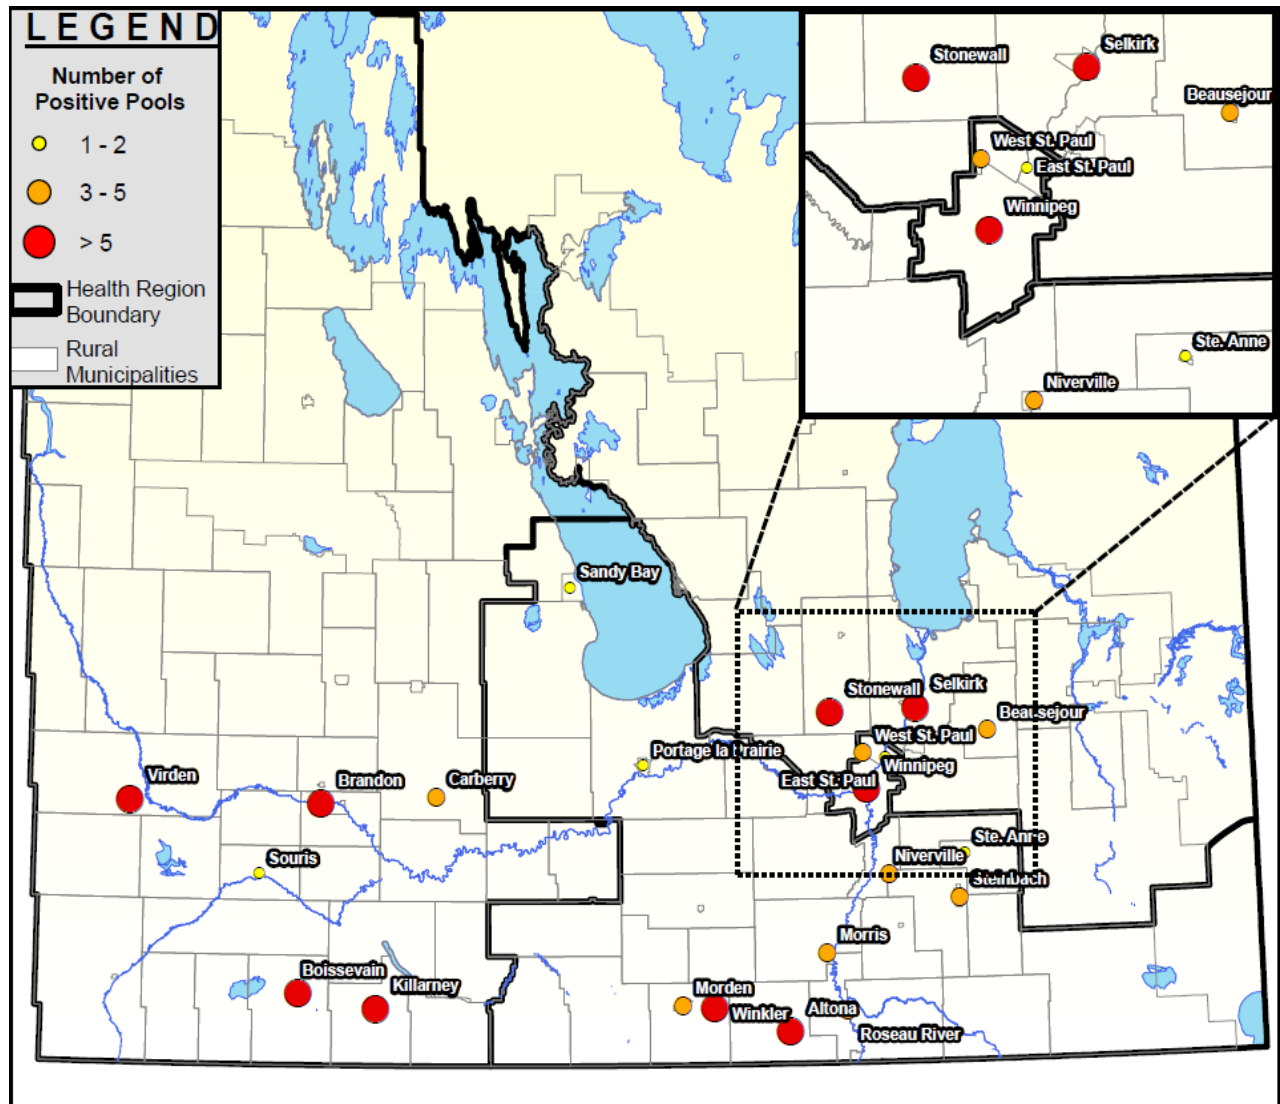 LEGEND
Number of
Positive Pools
1 - 2
3 - 5
> 5
Health Region
Boundary
Rural
Municipalities
Stonewall
Selkirk
Beausejour
West St. Paul
East St. Paul
Winnipeg
Ste. Anne
Niverville
Sandy Bay
Stonewall
Selkirk
Beausejour
West St. Paul
Portage la Prairie
Winnipeg
East St. Paul
Virden
Brandon
Carberry
Souris
Ste. Anne
Niverville
Steinbach
Morris
Boissevain
Killarney
Morden
Winkler
Altona
Roseau River